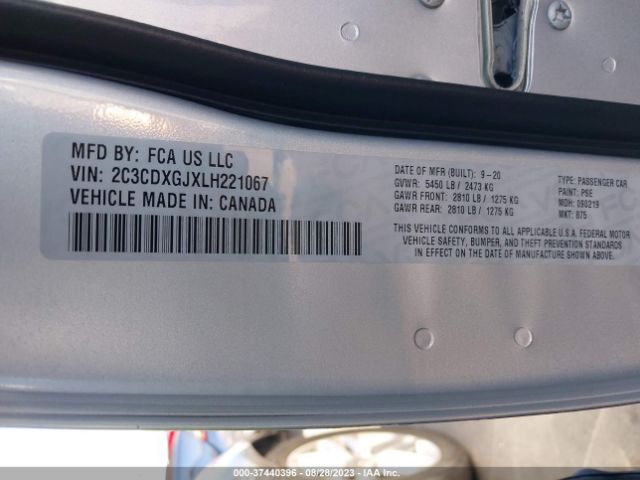 MFD BY: FCA US LLC
VIN: 2C3CDXGJXLH221067
VEHICLE MADE IN: CANADA
DATE OF MFR (BUILT): 9-20
GVWR: 5450 LB / 2473 KG
GAWR FRONT: 2810 LB / 1275 KG
GAWR REAR: 2810 LB / 1275 KG
TYPE: PASSENGER CAR
PAINT: PSE
MDH: 090219
MKT: 875
THIS VEHICLE CONFORMS TO ALL APPLICABLE U.S.A. FEDERAL MOTOR
VEHICLE SAFETY, BUMPER, AND THEFT PREVENTION STANDARDS
IN EFFECT ON THE DATE OF MANUFACTURE SHOWN ABOVE.
000-37440396 - 08/28/2023 - IAA Inc.